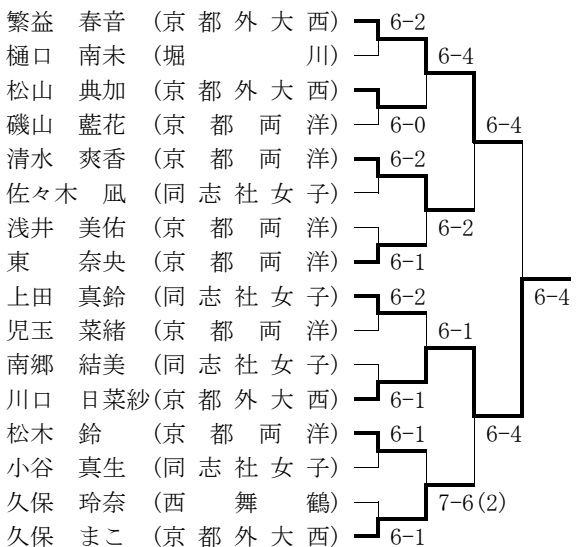 繁益 春音 (京都外大西) 6-2
樋口 南未 (堀川) 6-4
松山 典加 (京都外大西)
磯山 藍花 (京都両洋) 6-0 6-4
清水 爽香 (京都両洋) 6-2
佐々木 凪 (同志社女子)
浅井 美佑 (京都両洋) 6-2
東 奈央 (京都両洋) 6-1
上田 真鈴 (同志社女子) 6-2 6-4
児玉 菜緒 (京都両洋) 6-1
南郷 結美 (同志社女子)
川口 日菜紗(京都外大西) 6-1
松木 鈴 (京都両洋) 6-1 6-4
小谷 真生 (同志社女子)
久保 玲奈 (西舞鶴) 7-6(2)
久保 まこ (京都外大西) 6-1